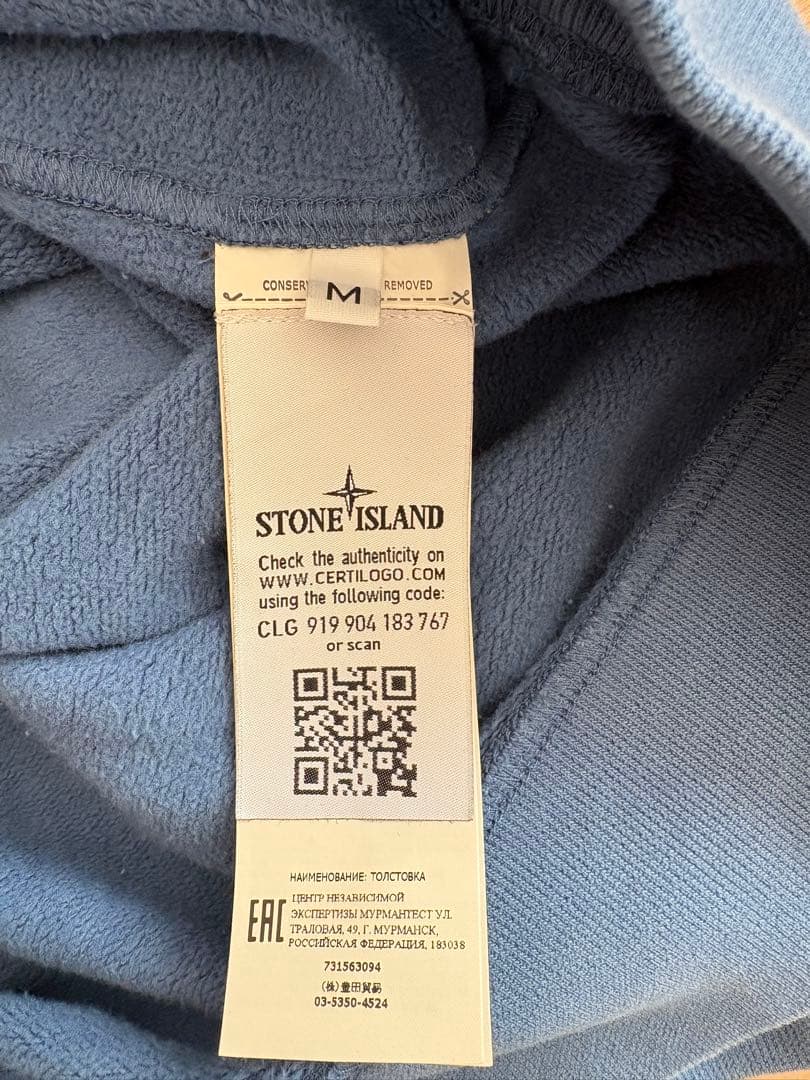 CONSER
REMOVED
M
STONE ISLAND
Check the authenticity on
WWW.CERTILOGO.COM
using the following code:
CLG 919 904 183 767
or scan
НАИМЕНОВАНИЕ: ТОЛСТОВКА
EAC
ЦЕНТР НЕЗАВИСИМОЙ
ЭКСПЕРТИЗЫ МУРМАНТЕСТ УЛ.
ТРАЛОВАЯ, 49, Г. МУРМАНСК,
РОССИЙСКАЯ ФЕДЕРАЦИЯ, 183038
731563094
(株)豊田貿易
03-5350-4524